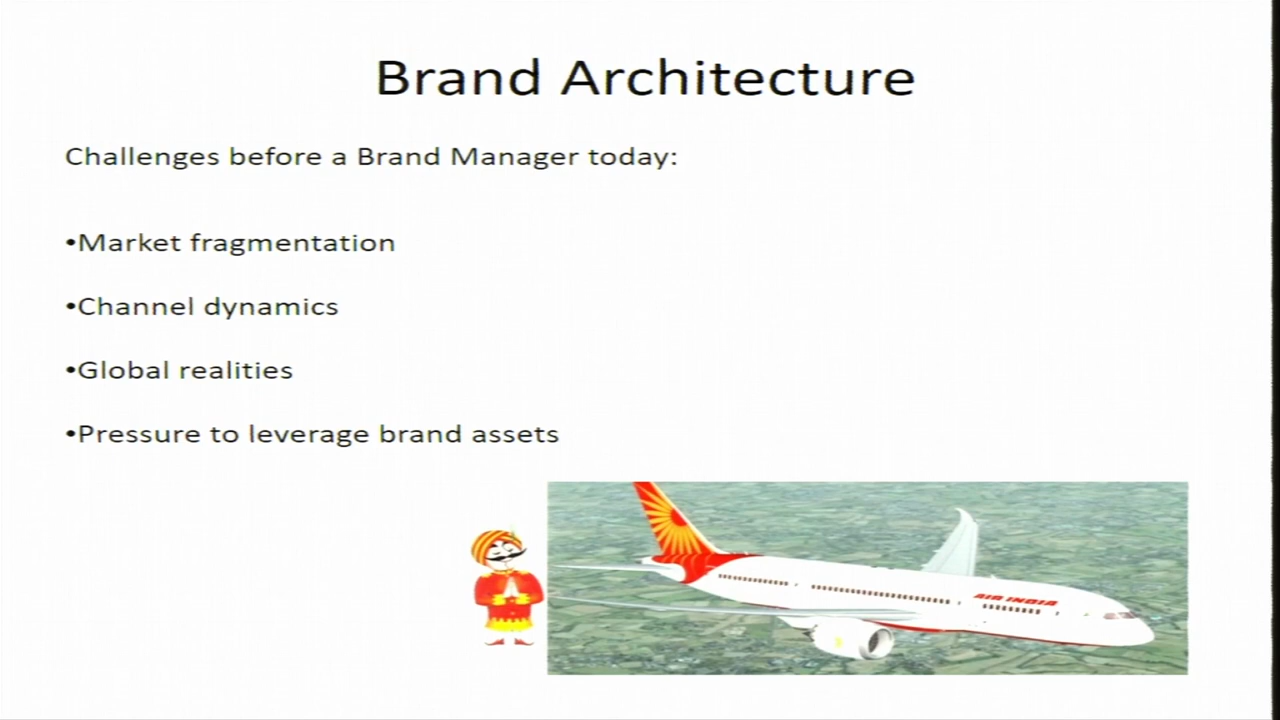 Brand Architecture
Challenges before a Brand Manager today:
•Market fragmentation
•Channel dynamics
•Global realities
•Pressure to leverage brand assets
AIR INDIA